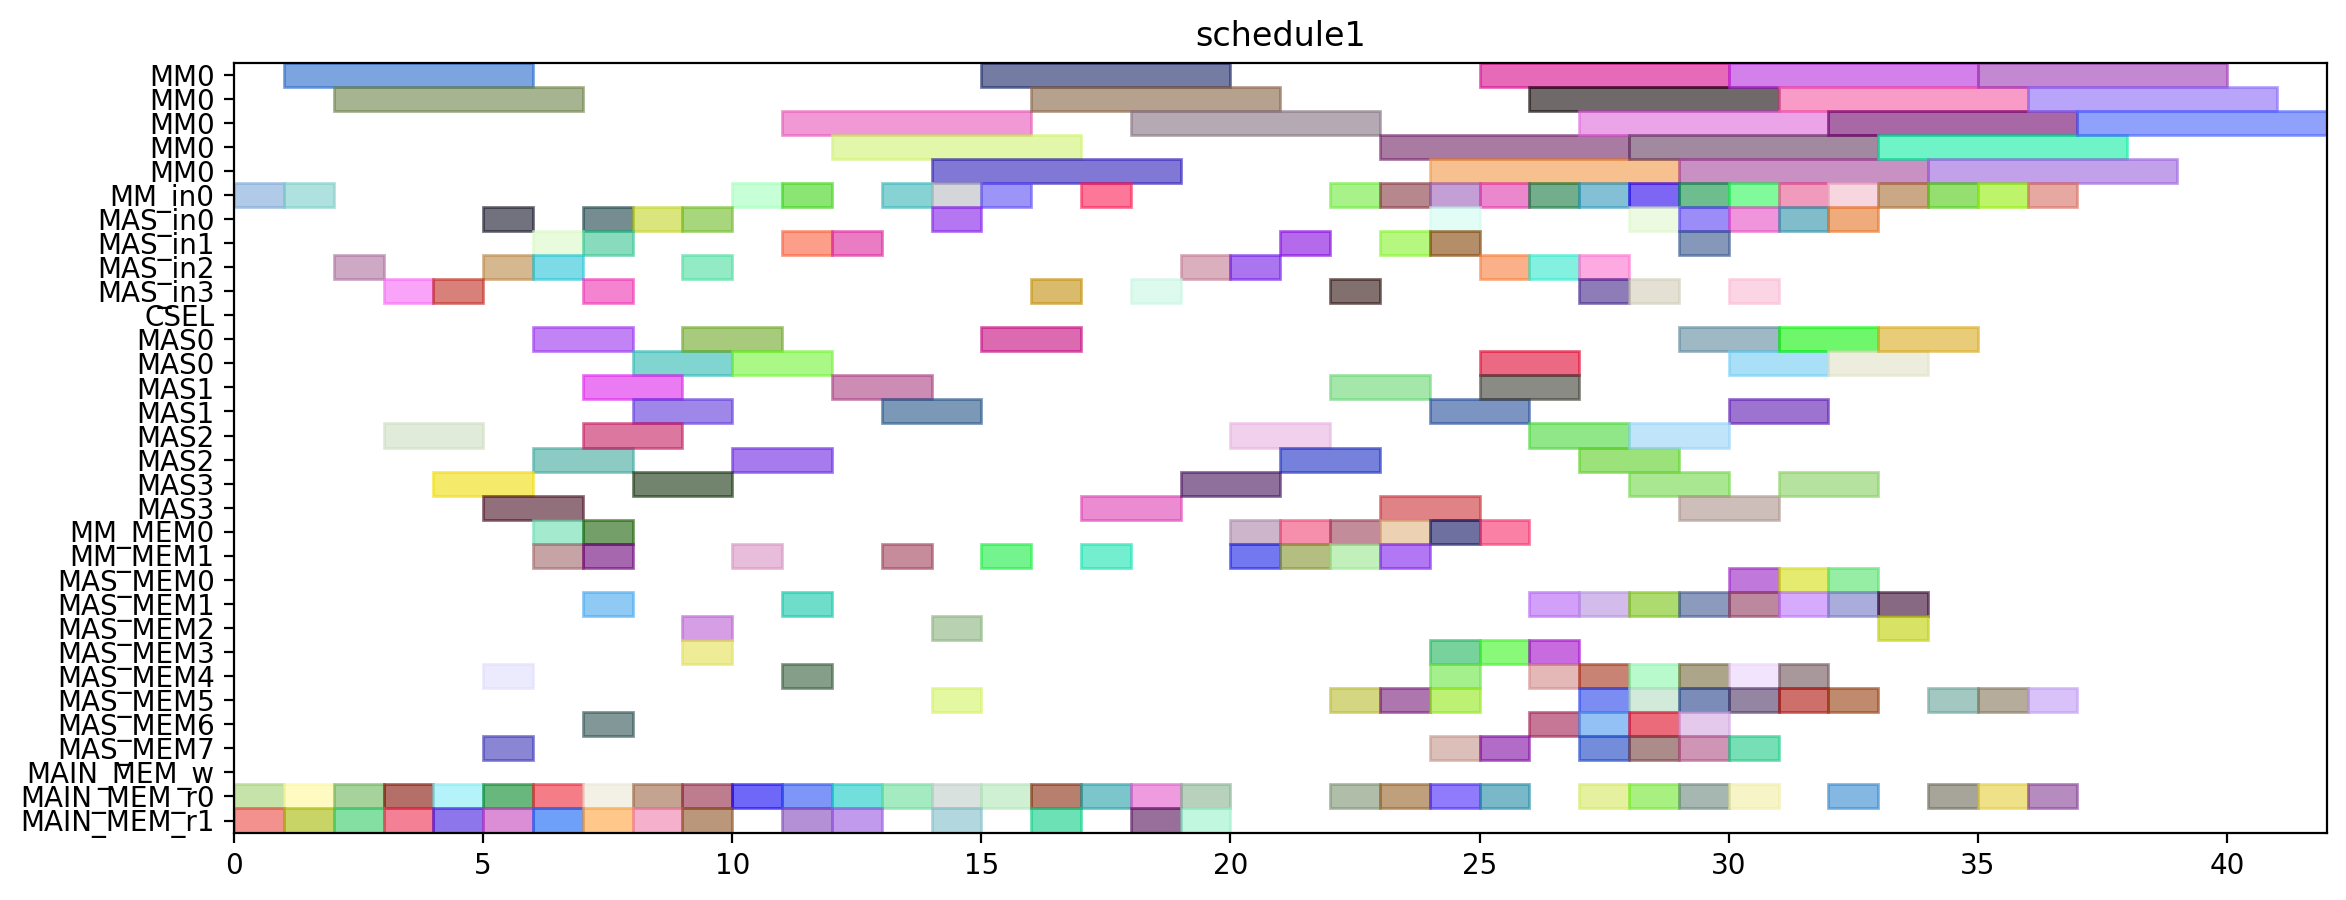 schedule1
MM0
MM0
MM0
MM0
MM0
MM_in0
MAS_in0
MAS_in1
MAS_in2
MAS_in3
CSEL
MAS0
MAS0
MAS1
MAS1
MAS2
MAS2
MAS3
MAS3
MM_MEM0
MM_MEM1
MAS_MEM0
MAS_MEM1
MAS_MEM2
MAS_MEM3
MAS_MEM4
MAS_MEM5
MAS_MEM6
MAS_MEM7
MAIN_MEM_w
MAIN_MEM_r0
MAIN_MEM_r1
0 5 10 15 20 25 30 35 40